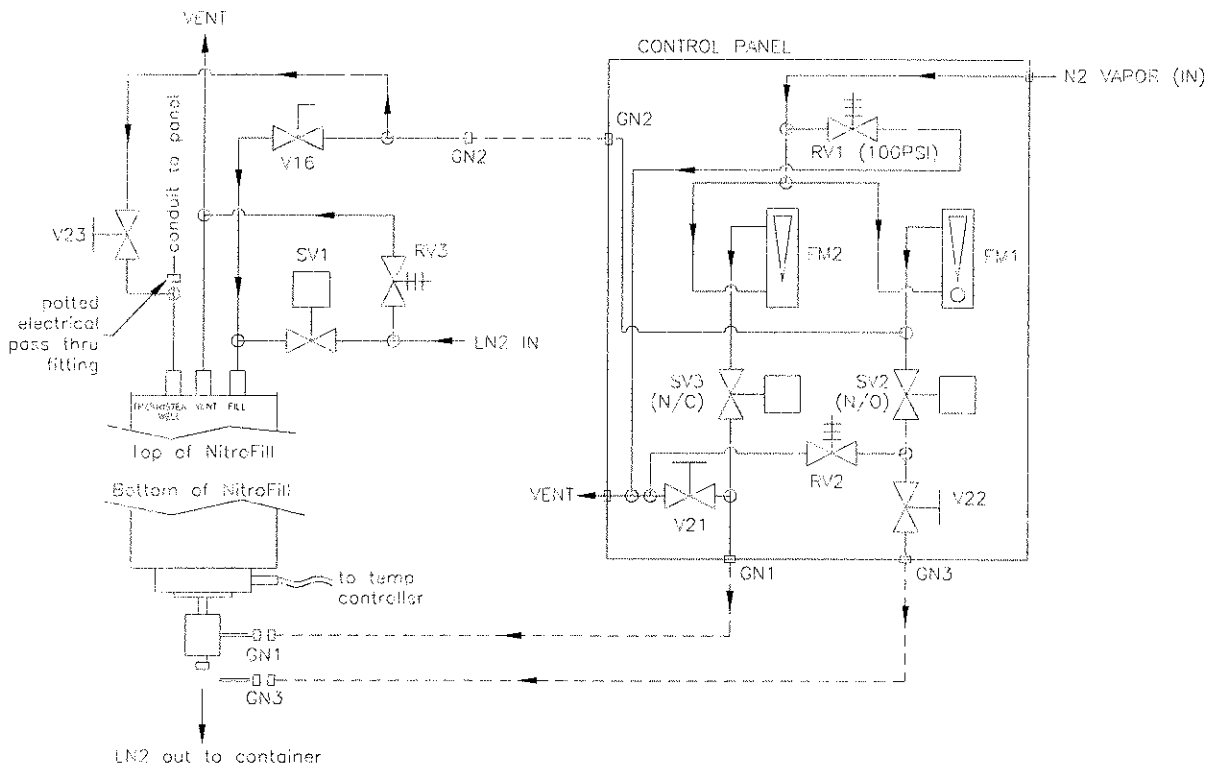 VENT
CONTROL PANEL
N2 VAPOR (IN)
GN2
RV1 (100PSI)
V16
GN2
conduit to panel
V23
SV1
RV3
FM2
FM1
potted
electrical
pass thru
fitting
LN2 IN
SV3
(N/C)
SV2
(N/O)
VENT
FILL
Top of NitroFill
RV2
Bottom of NitroFill
VENT
V21
V22
GN1
GN3
to temp
controller
GN1
GN3
LN2 out to container